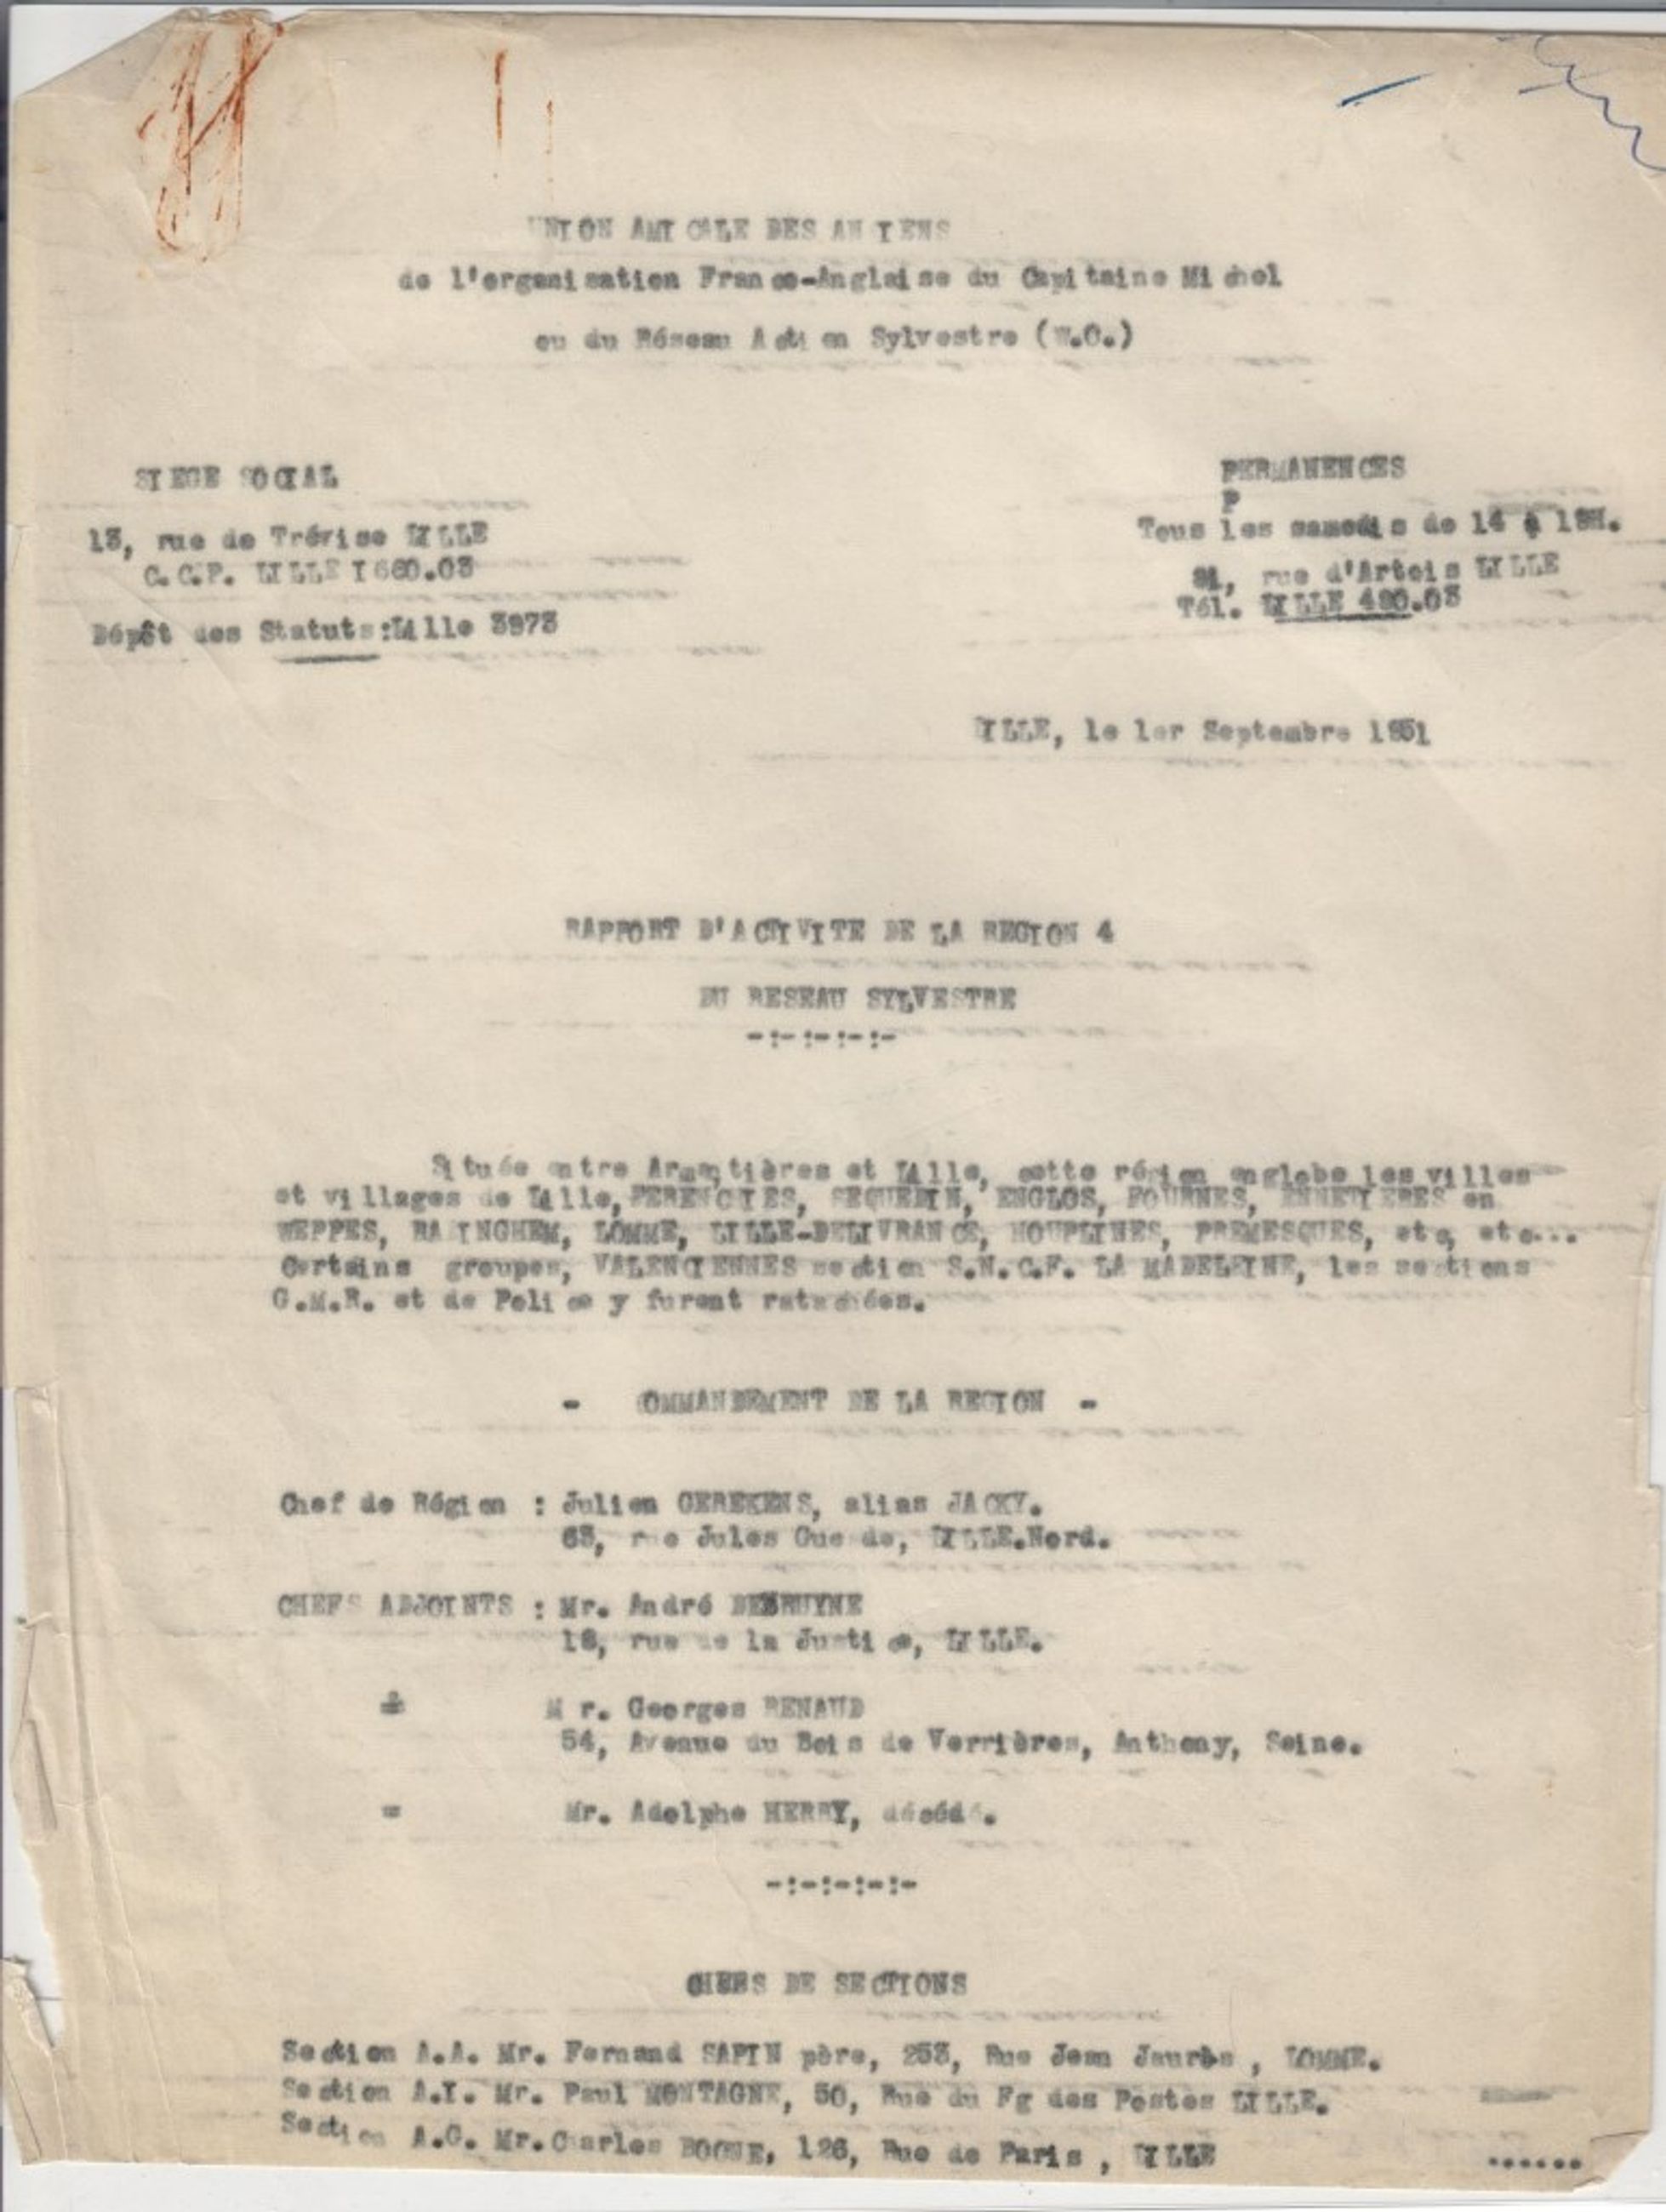 UNION AMICALE DES ANCIENS
de l'organisation Franco-Anglaise du Capitaine Michel
ou du Réseau Action Sylvestre (W.O.)
SIEGE SOCIAL
13, rue de Trévise LILLE
C.C.P. LILLE I660.03
Dépôt des Statuts:Lille 3973
PERMANENCES
P
Tous les samedis de 14 à 18H.
rue d'Artois LILLE
Tél. LILLE 490.03
LILLE, le 1er Septembre 1951
RAPPORT D'ACTIVITE DE LA REGION 4
DU RESEAU SYLVESTRE
-:-:-:-:-
Située entre Armentières et Lille, cette région englobe les villes
et villages de Lille, PERENCHIES, SEQUEDIN, ENGLOS, FOURNES, ENNETIERES en
WEPPES, RADINGHEM, LOMME, LILLE-DELIVRANCE, HOUPLINES, PREMESQUES, etc, etc...
Certains groupes, VALENCIENNES section S.N.C.F. LA MADELEINE, les sections
G.M.R. et de Police y furent ratachées.
- COMMANDEMENT DE LA REGION -
Chef de Région : Julien GEREKENS, alias JACKY.
63, rue Jules Guesde, LILLE.Nord.
CHEFS ADJOINTS : Mr. André DEBRUYNE
18, rue de la Justice, LILLE.
Mr. Georges RENAUD
54, Avenue du Bois de Verrières, Anthony, Seine.
Mr. Adolphe HERRY, décédé.
-:-:-:-:-
CHEFS DE SECTIONS
Section A.A. Mr. Fernand SAPIN père, 253, Rue Jean Jaurès, LOMME.
Section A.I. Mr. Paul MONTAGNE, 50, Rue du Fg des Postes LILLE.
Section A.C. Mr.Charles BOONE, 126, Rue de Paris, LILLE ......